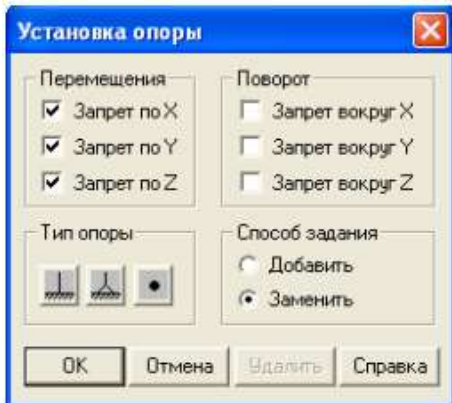 Установка опоры
Перемещения
Запрет по X
Запрет по Y
Запрет по Z
Поворот
Запрет вокруг X
Запрет вокруг Y
Запрет вокруг Z
Тип опоры
Способ задания
Добавить
Заменить
OK Отмена Удалить Справка